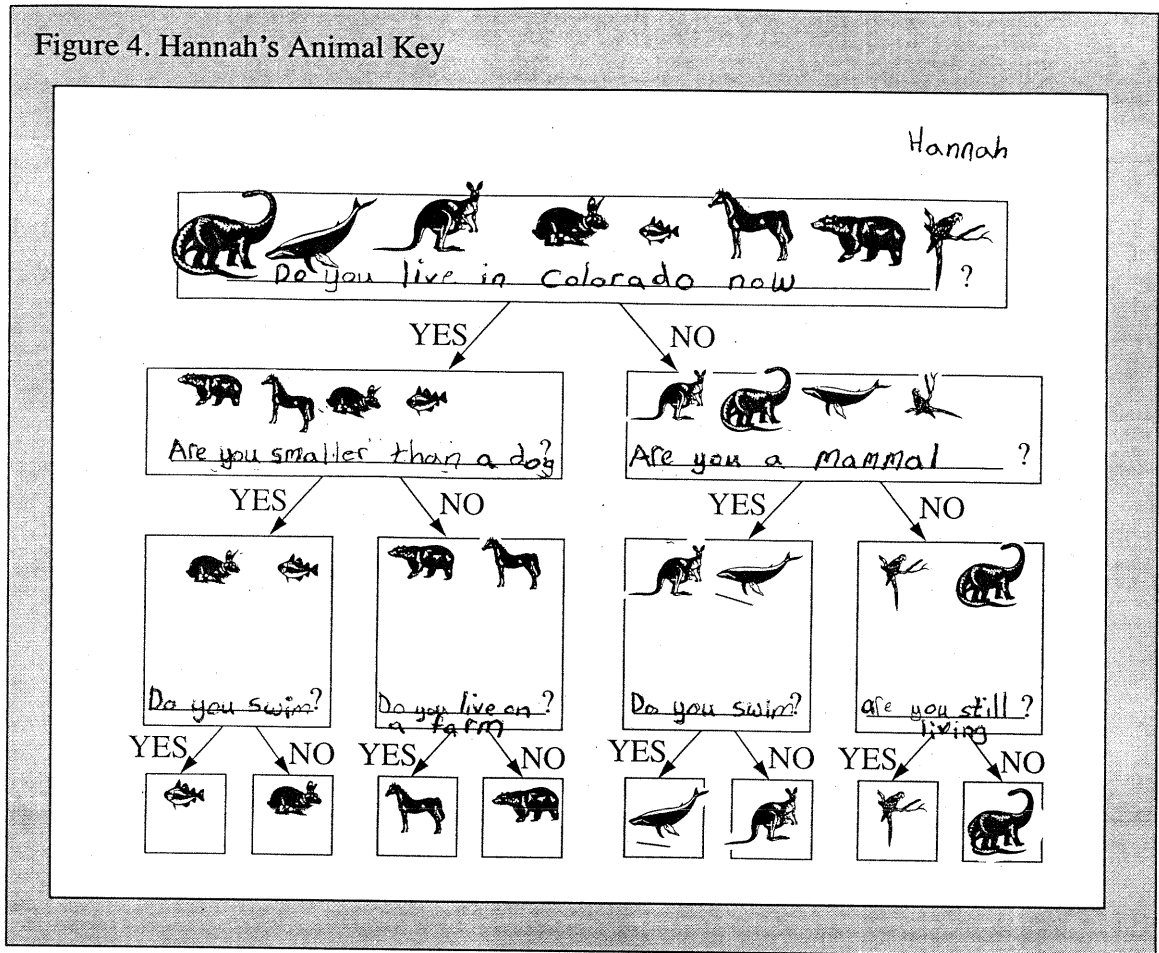 Figure 4. Hannah's Animal Key
Hannah
Do you live in Colorado now ?
YES NO
Are you smaller than a dog?
Are you a mammal ?
YES NO YES NO
Do you swim?
Do you live on ?
a farm
Do you swim?
are you still ?
living
YES NO YES NO YES NO YES NO